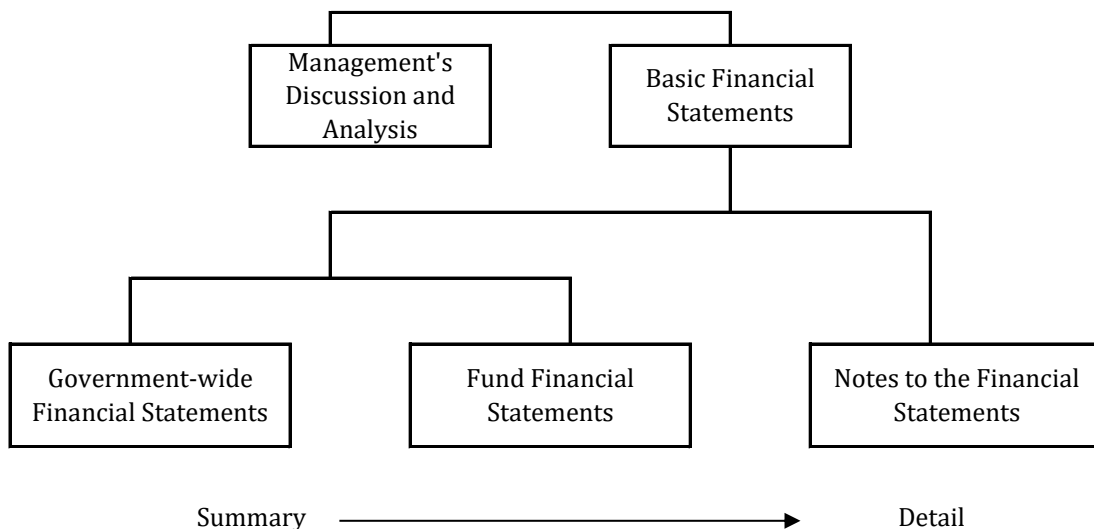 Management's
Discussion and
Analysis
Basic Financial
Statements
Government-wide
Financial Statements
Fund Financial
Statements
Notes to the Financial
Statements
Summary
Detail